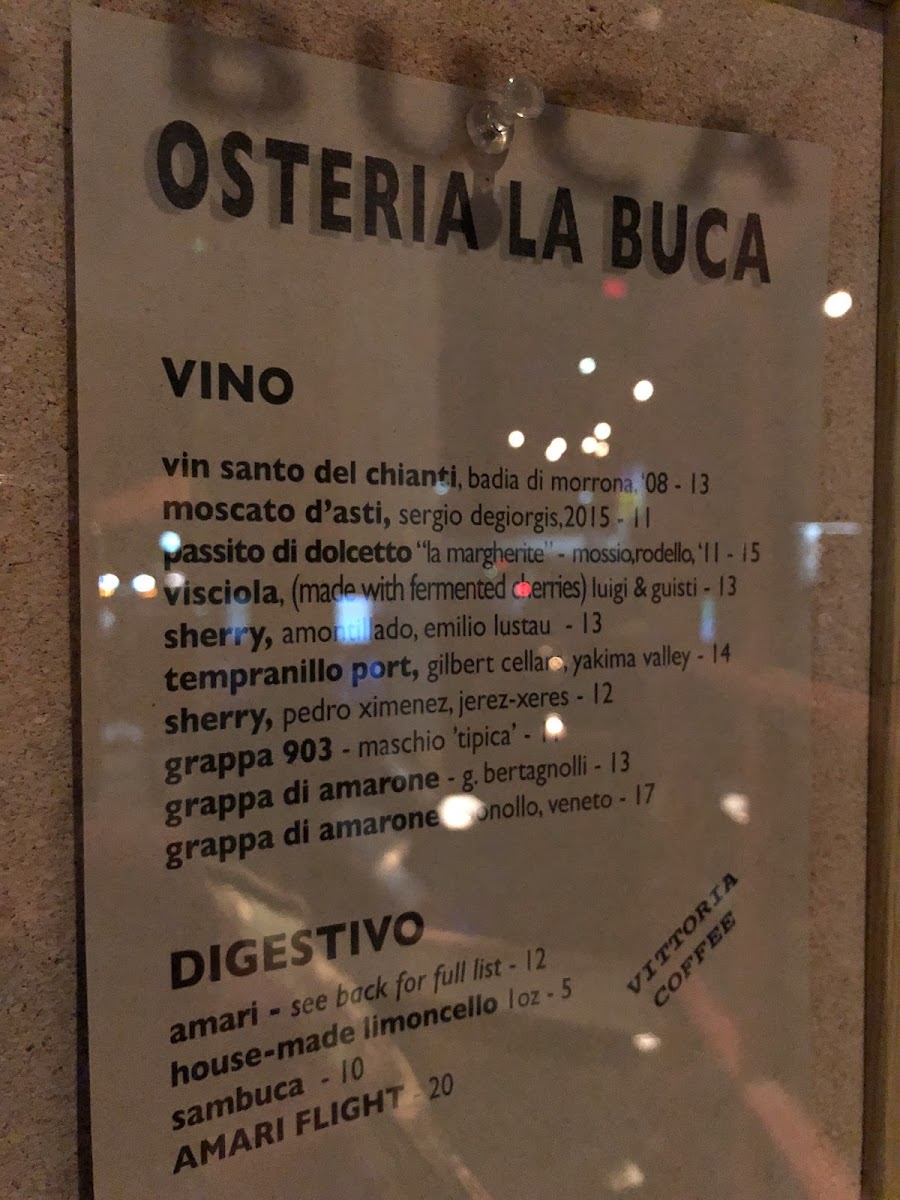 BUCA
OSTERIA LA BUCA
VINO
vin santo del chianti, badia di morrona, '08 - 13
moscato d'asti, sergio degiorgis,2015 - 11
passito di dolcetto "la margherite" - mossio,rodello, '11 - 15
visciola, (made with fermented cherries) luigi & guisti - 13
sherry, amontillado, emilio lustau - 13
tempranillo port, gilbert cellars, yakima valley - 14
sherry, pedro ximenez, jerez-xeres - 12
grappa 903 - maschio 'tipica' -
grappa di amarone - g. bertagnolli - 13
grappa di amarone veneto - 17
DIGESTIVO
amari - see back for full list - 12
house-made limoncello 1oz - 5
sambuca - 10
AMARI FLIGHT - 20
VITTORIA
COFFEE